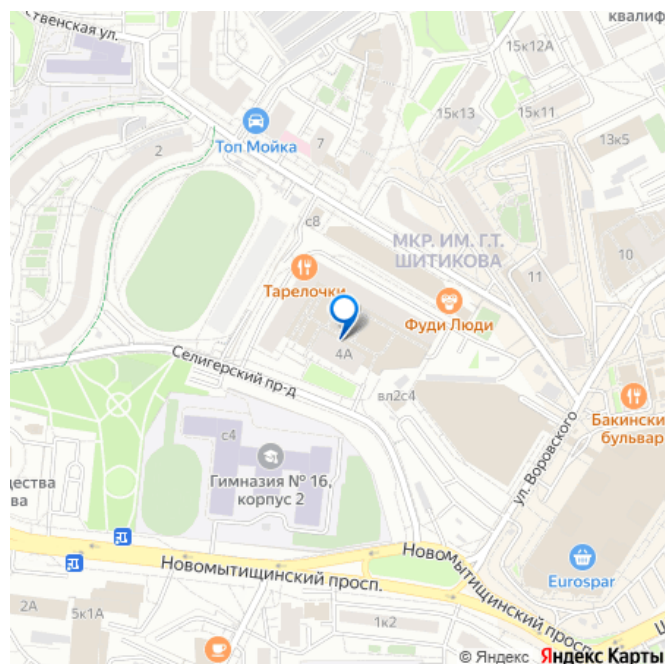 ственская ул.
квалиф
15к12А
15к13
15к11
13к5
Топ Мойка
7
2
с8
МКР. ИМ. Г.Т.
ШИТИКОВА
10
11
Тарелочки
Фуди Люди
4А
Селигерский пр-д
вл2с4
Бакински
бульвар
ул. Воровского
с4
Гимназия № 16,
корпус 2
щества
ва
Новомытищинский просп.
Новомытищинский просп.
Eurospar
2А
5к1А
1к2
© Яндекс Яндекс Карты